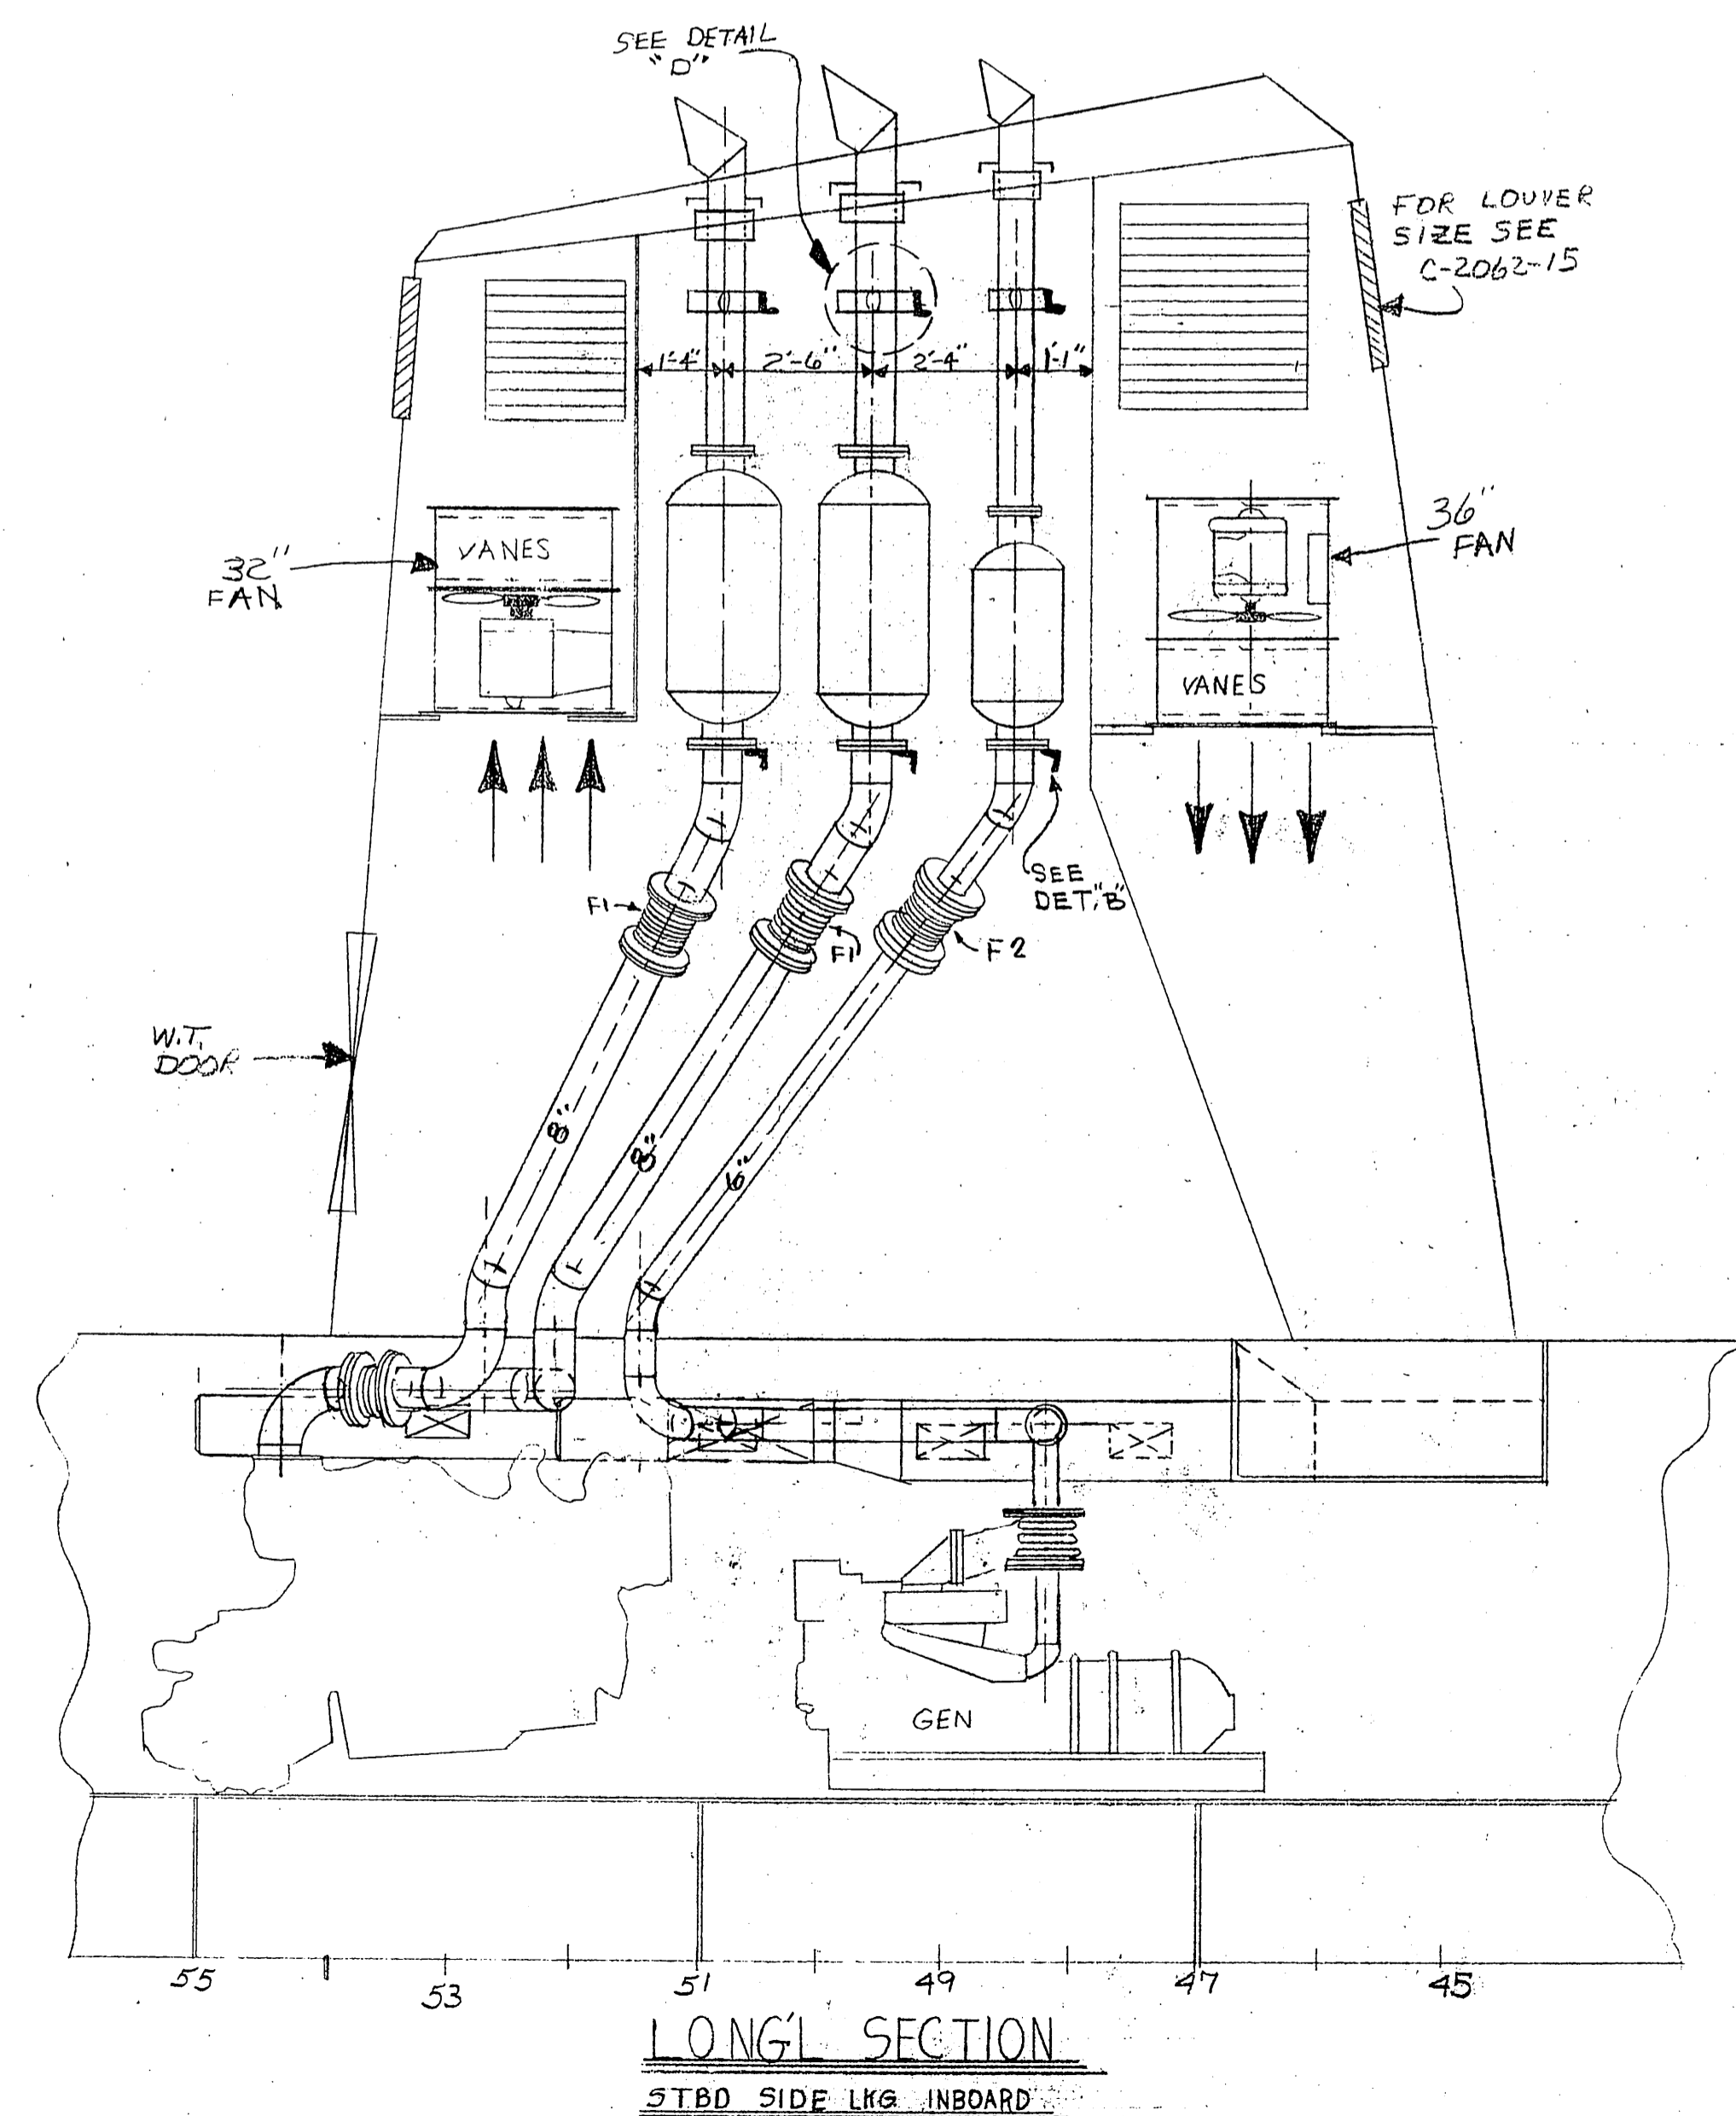 SEE DETAIL
"D"
FOR LOUVER
SIZE SEE
C-2062-15
1'-4"
2'-6"
2'-4"
1'-1"
32"
FAN
VANES
36"
FAN
VANES
SEE
DET."B"
F1
F1
F2
W.T.
DOOR
8"
8"
6"
GEN
55
53
51
49
47
45
LONG'L SECTION
STBD SIDE LKG INBOARD